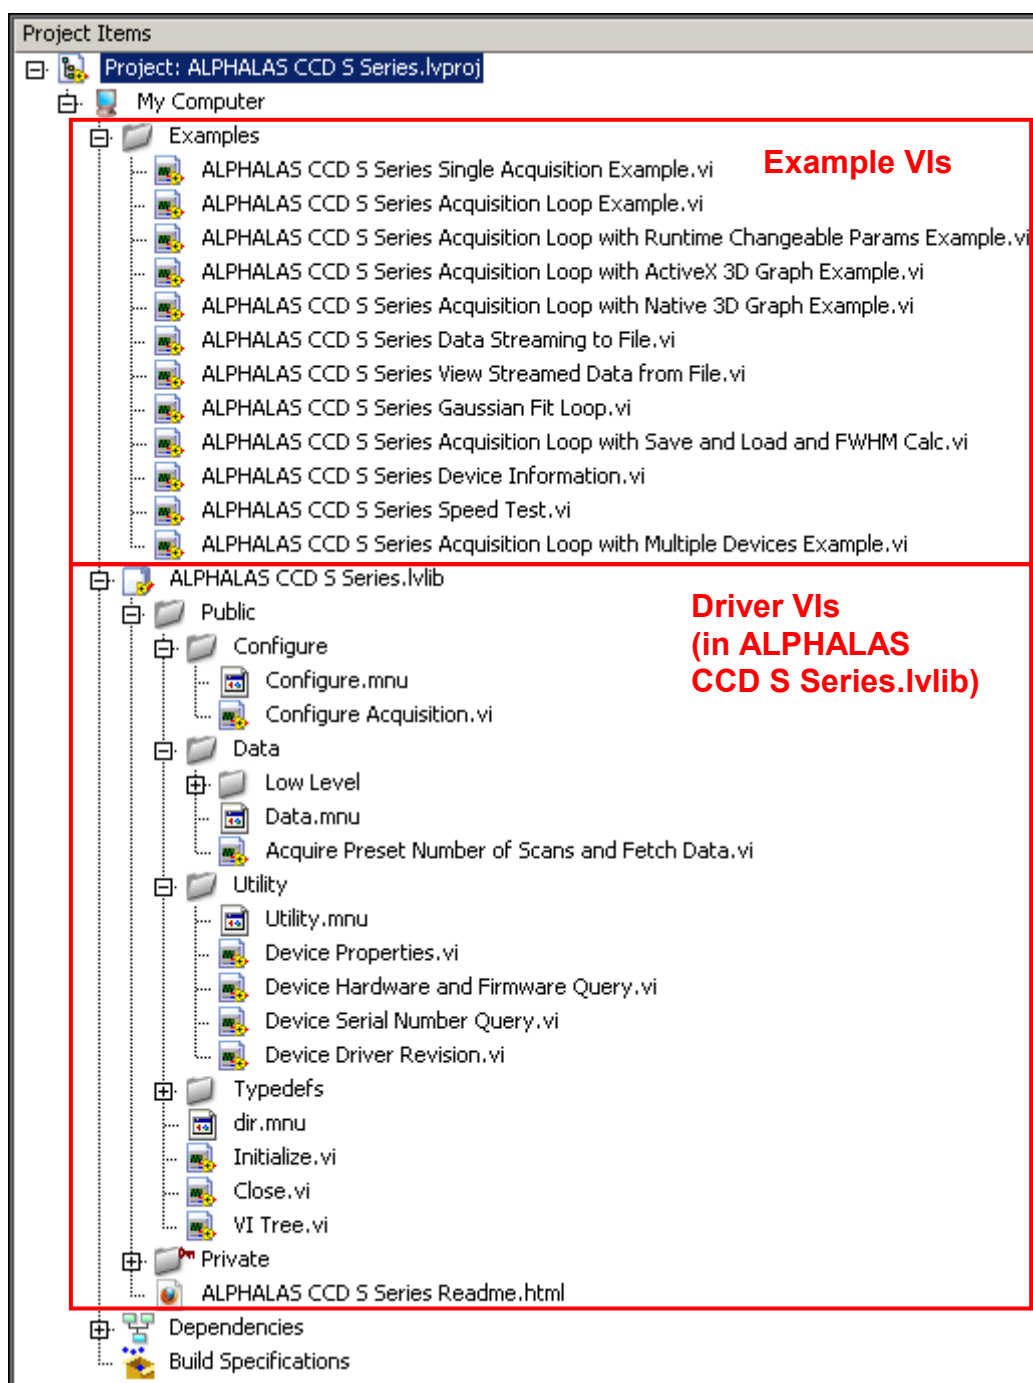 Project Items
Project: ALPHALAS CCD S Series.lvproj
My Computer
Examples
Example VIs
ALPHALAS CCD S Series Single Acquisition Example.vi
ALPHALAS CCD S Series Acquisition Loop Example.vi
ALPHALAS CCD S Series Acquisition Loop with Runtime Changeable Params Example.vi
ALPHALAS CCD S Series Acquisition Loop with ActiveX 3D Graph Example.vi
ALPHALAS CCD S Series Acquisition Loop with Native 3D Graph Example.vi
ALPHALAS CCD S Series Data Streaming to File.vi
ALPHALAS CCD S Series View Streamed Data from File.vi
ALPHALAS CCD S Series Gaussian Fit Loop.vi
ALPHALAS CCD S Series Acquisition Loop with Save and Load and FWHM Calc.vi
ALPHALAS CCD S Series Device Information.vi
ALPHALAS CCD S Series Speed Test.vi
ALPHALAS CCD S Series Acquisition Loop with Multiple Devices Example.vi
ALPHALAS CCD S Series.lvlib
Driver VIs
(in ALPHALAS
CCD S Series.lvlib)
Public
Configure
Configure.mnu
Configure Acquisition.vi
Data
Low Level
Data.mnu
Acquire Preset Number of Scans and Fetch Data.vi
Utility
Utility.mnu
Device Properties.vi
Device Hardware and Firmware Query.vi
Device Serial Number Query.vi
Device Driver Revision.vi
Typedefs
dir.mnu
Initialize.vi
Close.vi
VI Tree.vi
Private
ALPHALAS CCD S Series Readme.html
Dependencies
Build Specifications